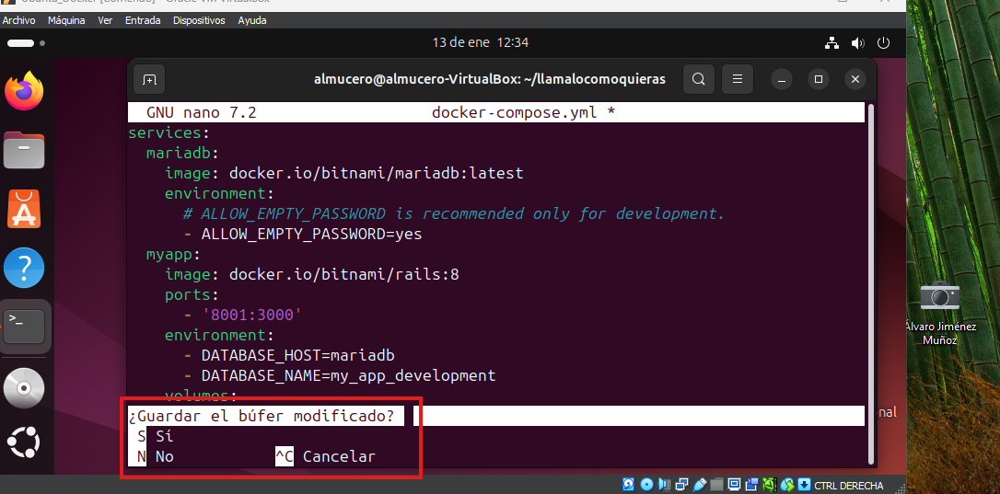 Ubuntu_Docker [Corriendo] - Oracle VM VirtualBox
Archivo Máquina Ver Entrada Dispositivos Ayuda
13 de ene 12:34
almucero@almucero-VirtualBox: ~/llamalocomoquieras
GNU nano 7.2 docker-compose.yml *
services:
mariadb:
image: docker.io/bitnami/mariadb:latest
environment:
# ALLOW_EMPTY_PASSWORD is recommended only for development.
- ALLOW_EMPTY_PASSWORD=yes
myapp:
image: docker.io/bitnami/rails:8
ports:
- '8001:3000'
environment:
- DATABASE_HOST=mariadb
- DATABASE_NAME=my_app_development
volumes:
¿Guardar el búfer modificado?
S Sí
N No ^C Cancelar
nal
CTRL DERECHA
Álvaro Jiménez
Muñoz